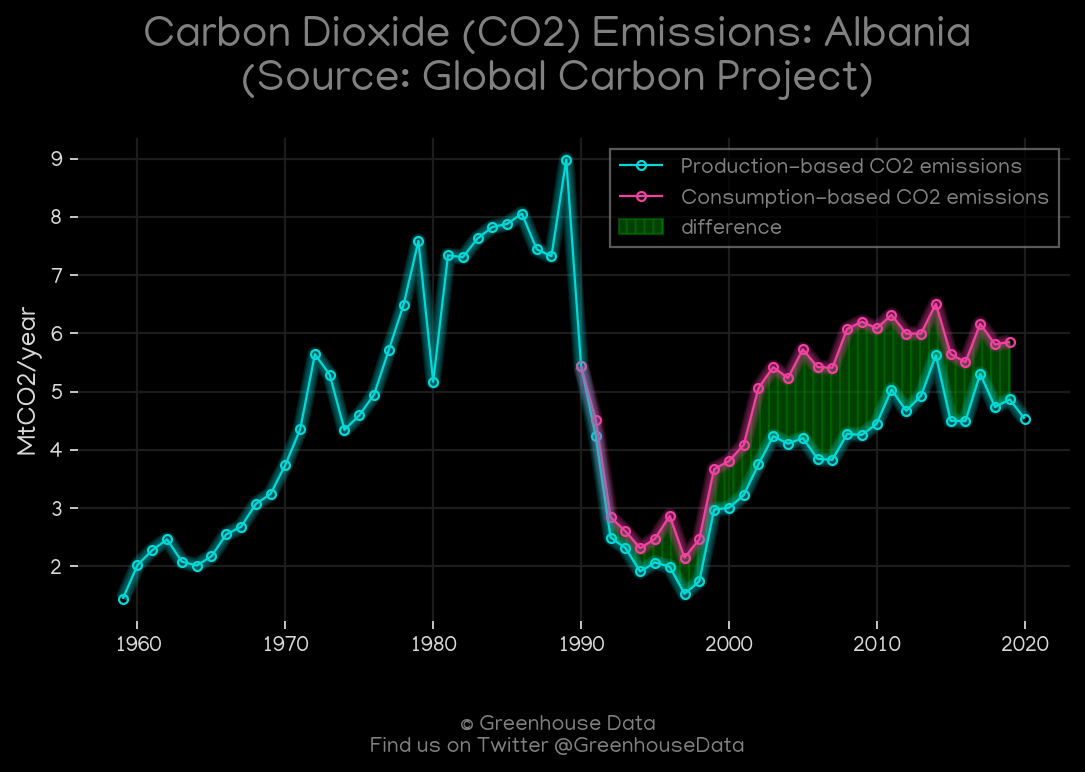 Carbon Dioxide (CO2) Emissions: Albania
(Source: Global Carbon Project)
Production-based CO2 emissions
Consumption-based CO2 emissions
difference
MtCO2/year
9
8
7
6
5
4
3
2
1960 1970 1980 1990 2000 2010 2020
© Greenhouse Data
Find us on Twitter @GreenhouseData